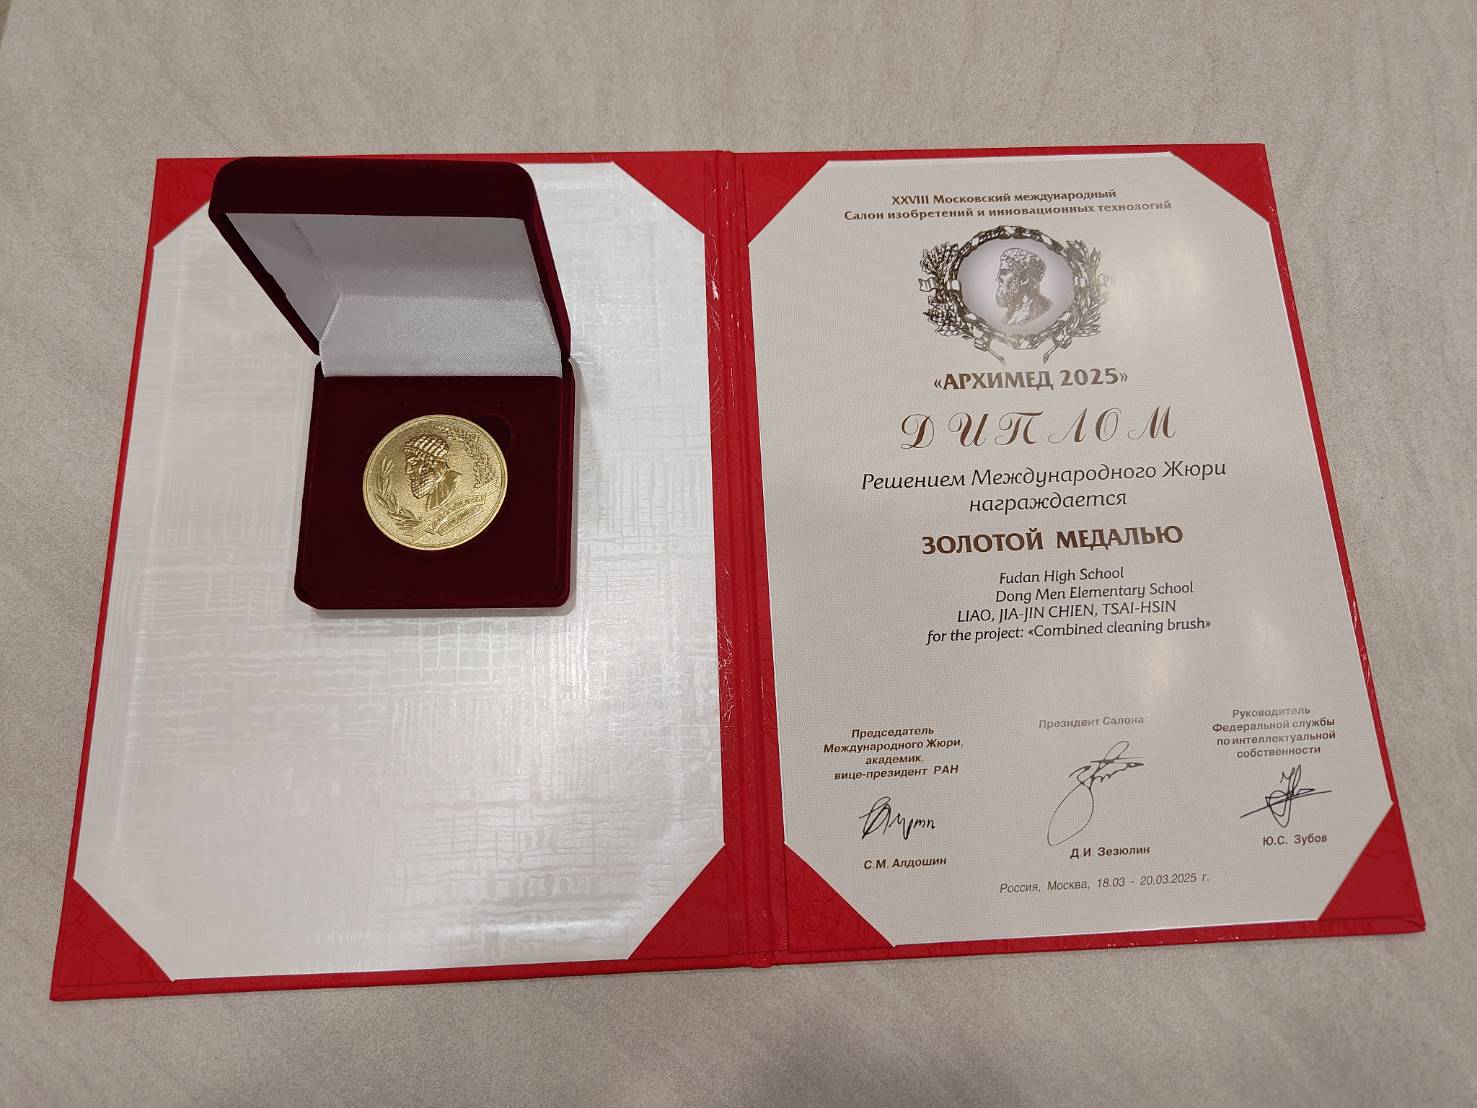 XXVIII Московский международный
Салон изобретений и инновационных технологий
«АРХИМЕД 2025»
ДИПЛОМ
Решением Международного Жюри
награждается
ЗОЛОТОЙ МЕДАЛЬЮ
Fudan High School
Dong Men Elementary School
LIAO, JIA-JIN CHIEN, TSAI-HSIN
for the project: «Combined cleaning brush»
Председатель
Международного Жюри,
академик,
вице-президент РАН
С.М. Алдошин
Президент Салона
Д.И. Зезюлин
Руководитель
Федеральной службы
по интеллектуальной
собственности
Ю.С. Зубов
Россия, Москва, 18.03 - 20.03.2025 г.